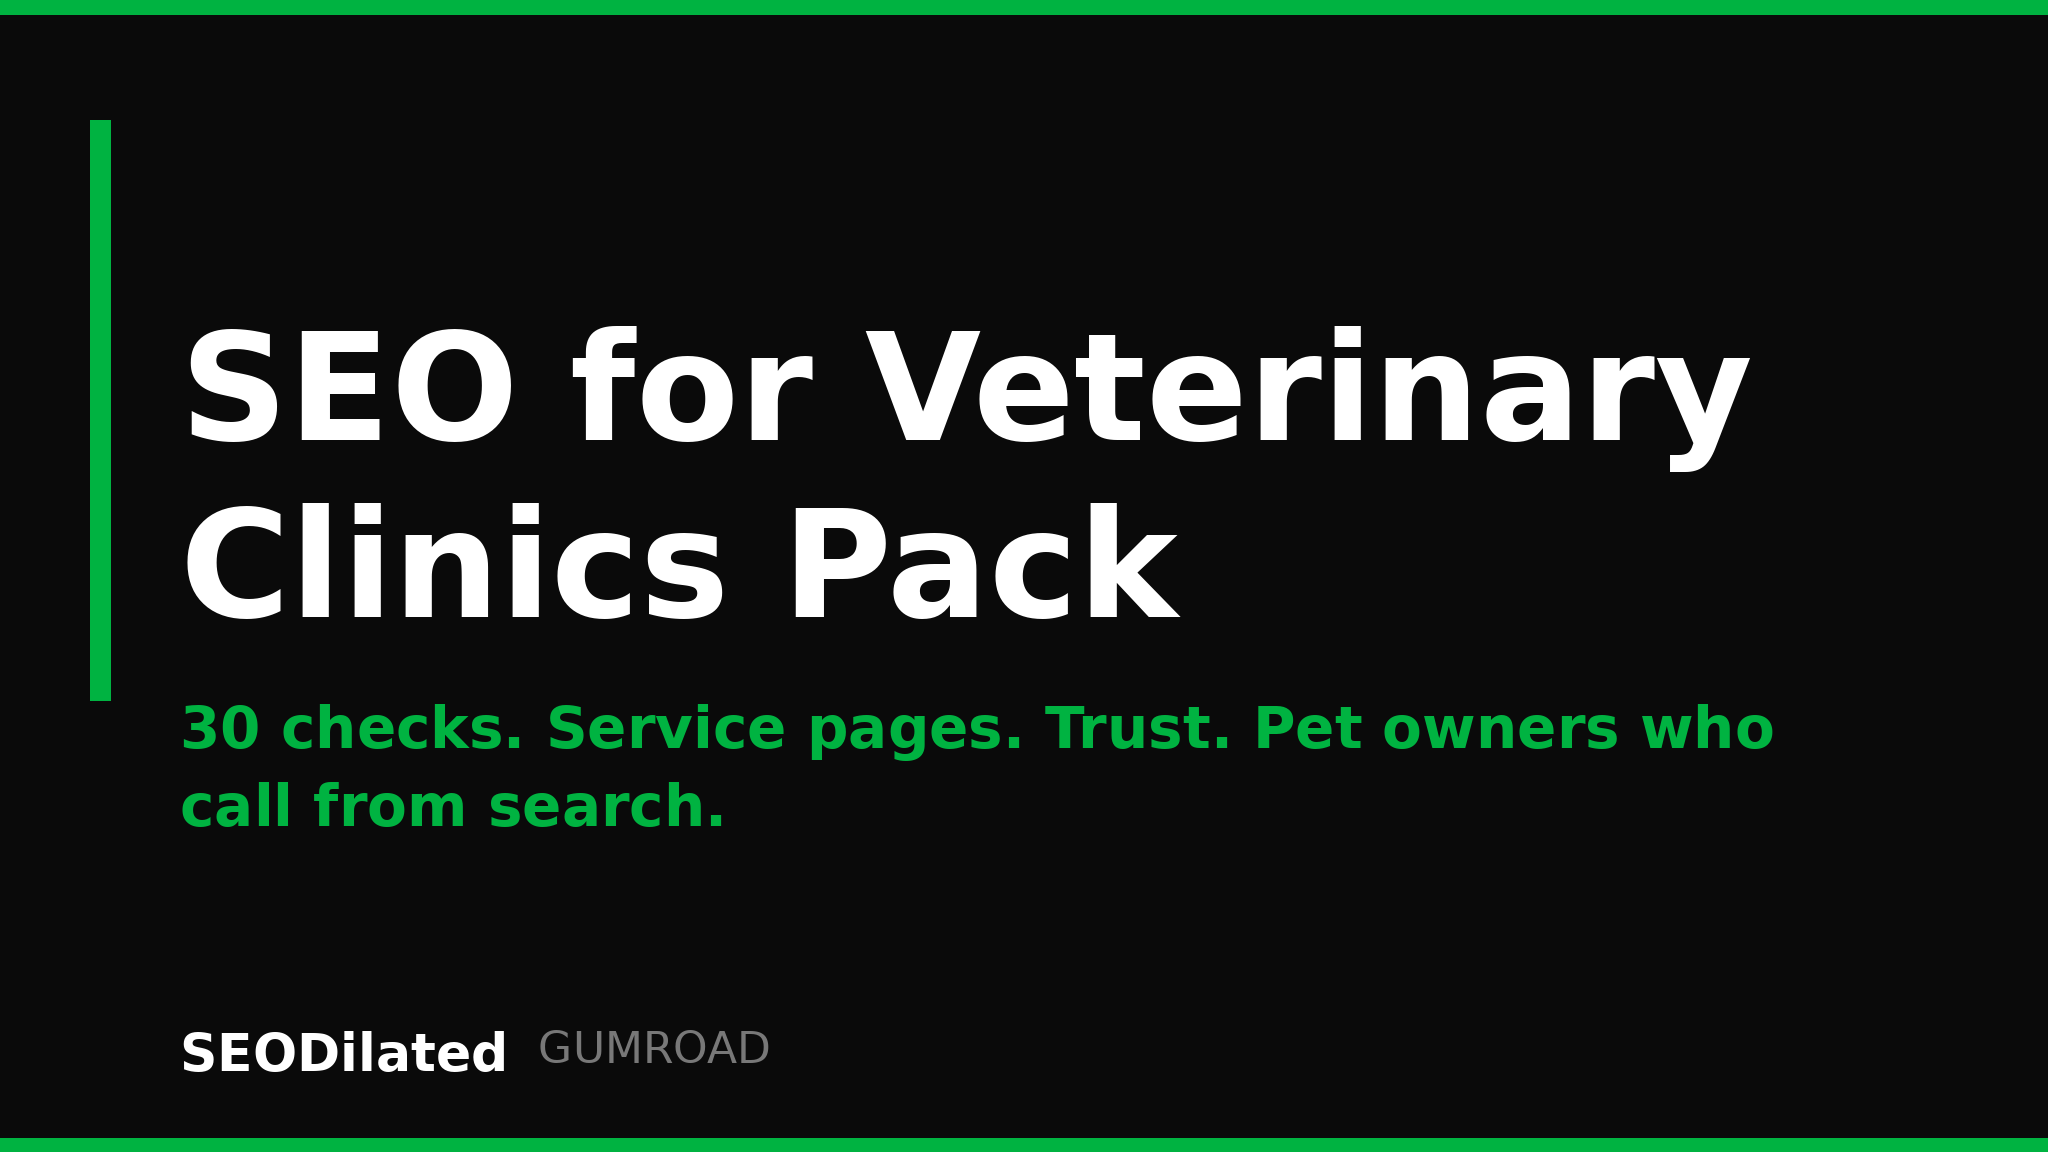 SEO for Veterinary
Clinics Pack
30 checks. Service pages. Trust. Pet owners who
call from search.
SEODilated GUMROAD